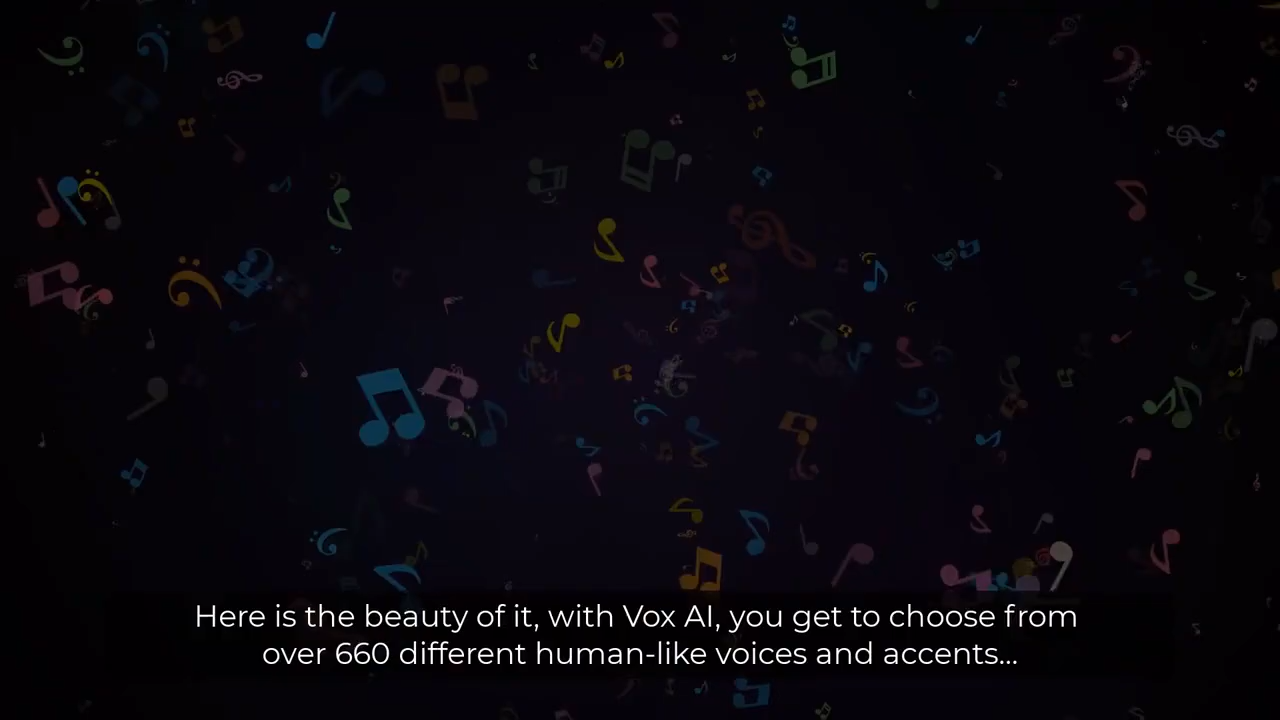 Here is the beauty of it, with Vox AI, you get to choose from
over 660 different human-like voices and accents...